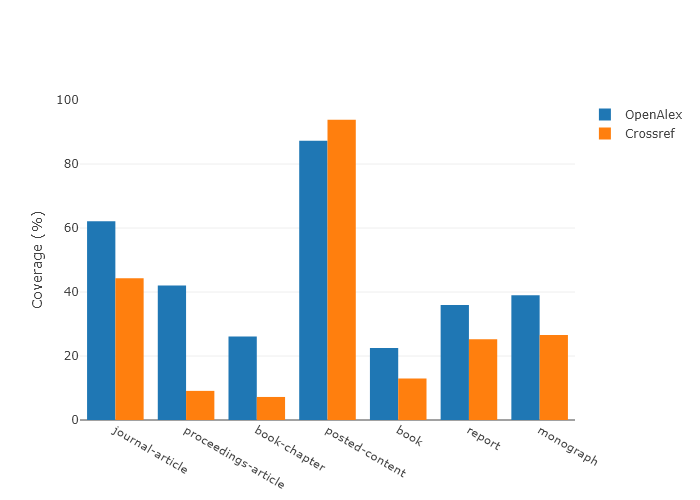 100
80
60
40
20
0
Coverage (%)
journal-article
proceedings-article
book-chapter
posted-content
book
report
monograph
OpenAlex
Crossref